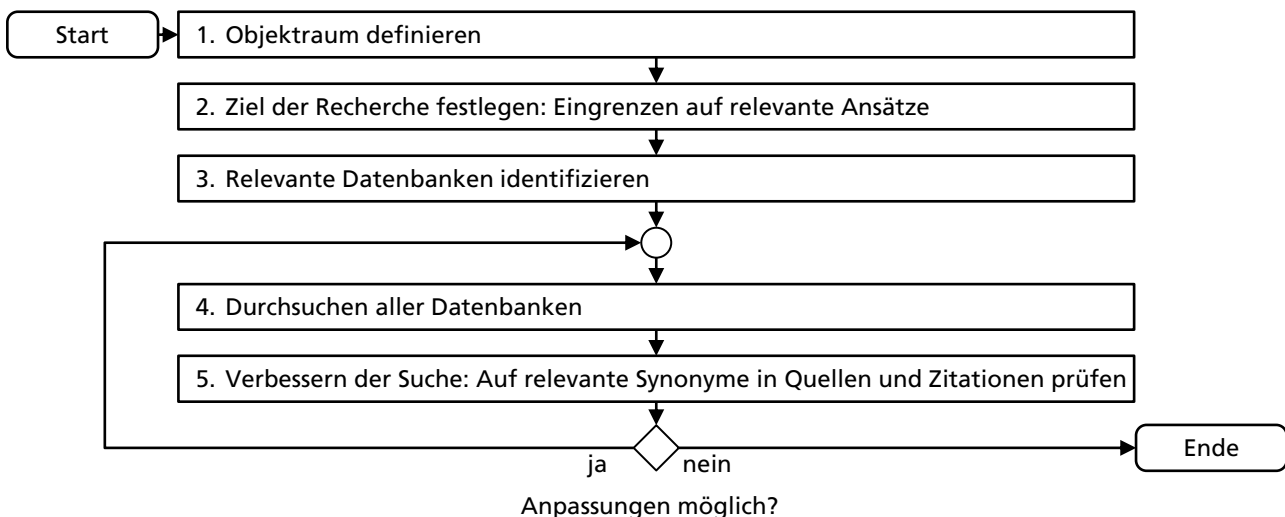 Start
1. Objektraum definieren
2. Ziel der Recherche festlegen: Eingrenzen auf relevante Ansätze
3. Relevante Datenbanken identifizieren
4. Durchsuchen aller Datenbanken
5. Verbessern der Suche: Auf relevante Synonyme in Quellen und Zitationen prüfen
Ende
ja nein
Anpassungen möglich?